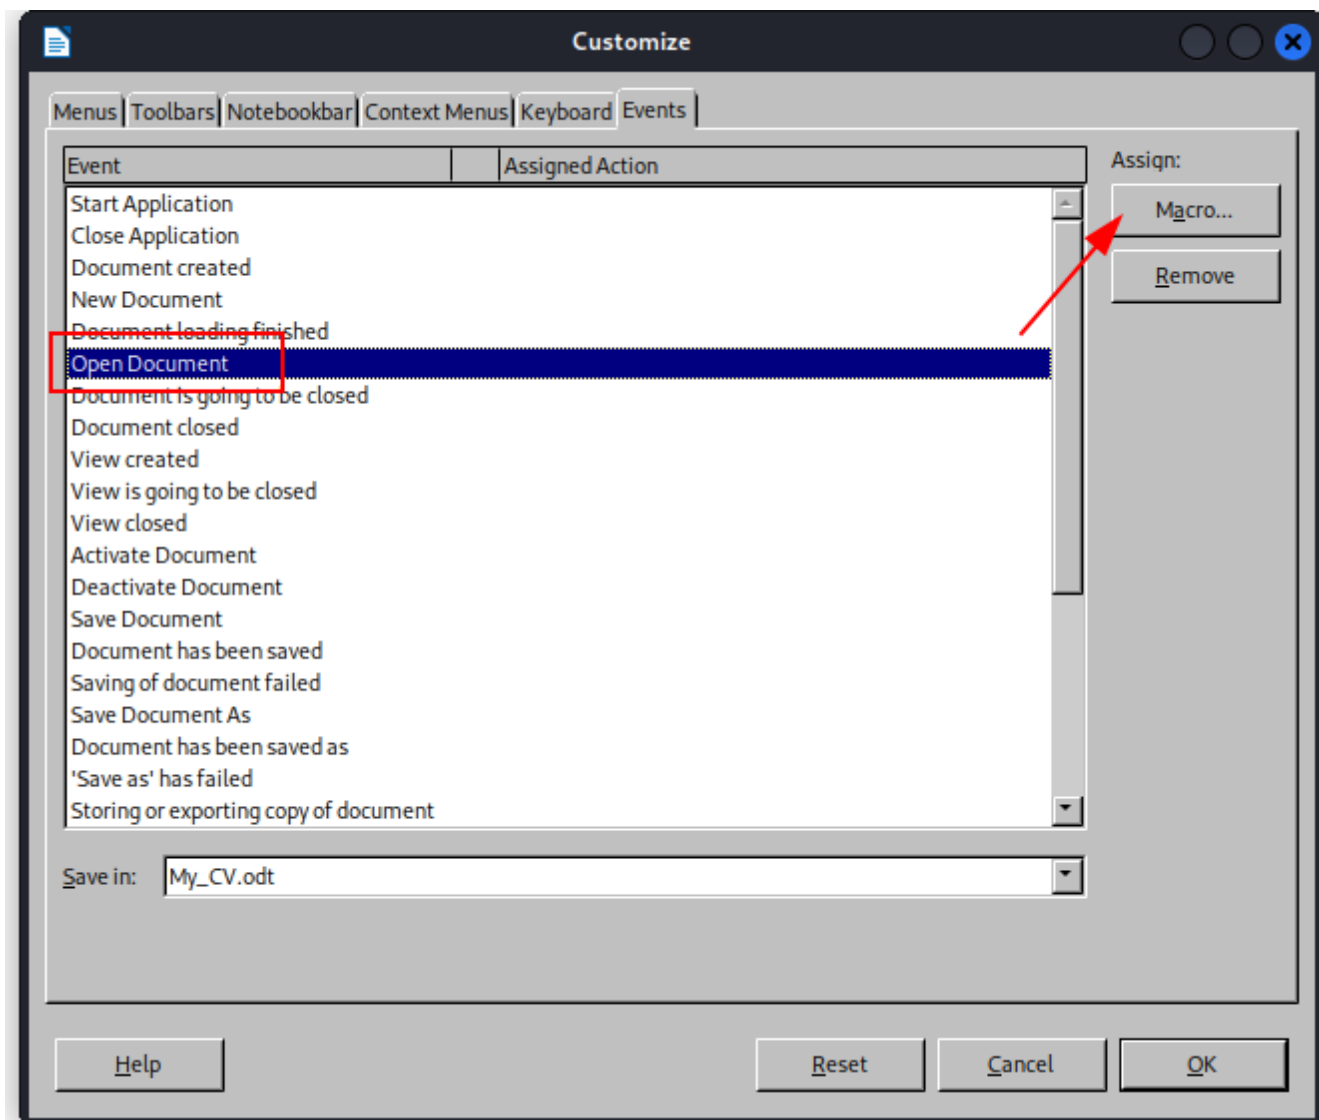 Customize
Menus Toolbars Notebookbar Context Menus Keyboard Events
Event Assigned Action
Assign:
Macro...
Remove
Start Application
Close Application
Document created
New Document
Document loading finished
Open Document
Document is going to be closed
Document closed
View created
View is going to be closed
View closed
Activate Document
Deactivate Document
Save Document
Document has been saved
Saving of document failed
Save Document As
Document has been saved as
'Save as' has failed
Storing or exporting copy of document
Save in: My_CV.odt
Help Reset Cancel OK